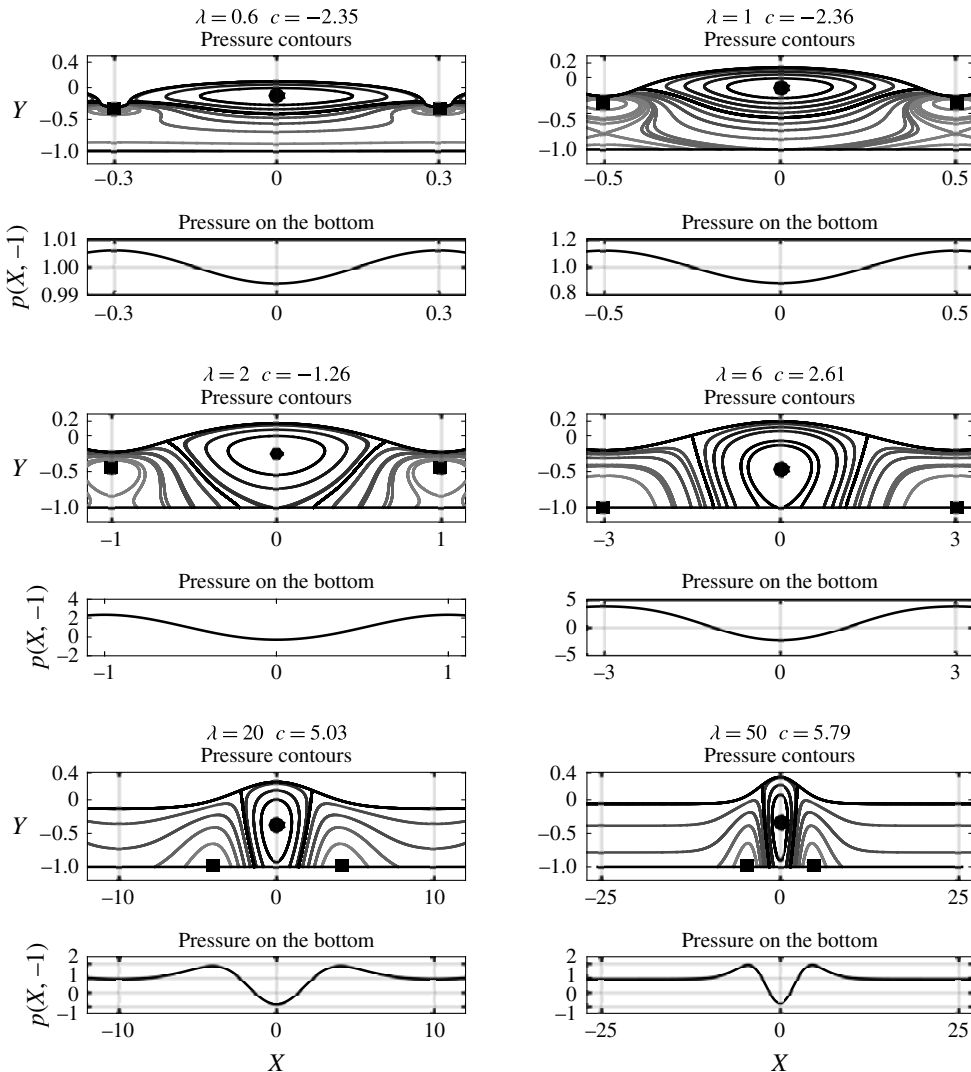 λ = 0.6 c = −2.35
Pressure contours
0.4
0
−0.5
−1.0
Y
−0.3 0 0.3
Pressure on the bottom
1.01
1.00
0.99
p(X, −1)
−0.3 0 0.3
λ = 1 c = −2.36
Pressure contours
0.5
0
−0.5
−1.0
−0.5 0 0.5
Pressure on the bottom
1.2
1.0
0.8
−0.5 0 0.5
λ = 2 c = −1.26
Pressure contours
0.2
0
−0.5
−1.0
Y
−1 0 1
Pressure on the bottom
4
2
0
−2
p(X, −1)
−1 0 1
λ = 6 c = 2.61
Pressure contours
0.2
0
−0.5
−1.0
−3 0 3
Pressure on the bottom
5
0
−5
−3 0 3
λ = 20 c = 5.03
Pressure contours
0.4
0
−0.5
−1.0
Y
−10 0 10
Pressure on the bottom
2
1
0
−1
p(X, −1)
−10 0 10
X
λ = 50 c = 5.79
Pressure contours
0.4
0
−0.5
−1.0
−25 0 25
Pressure on the bottom
2
1
0
−1
−25 0 25
X